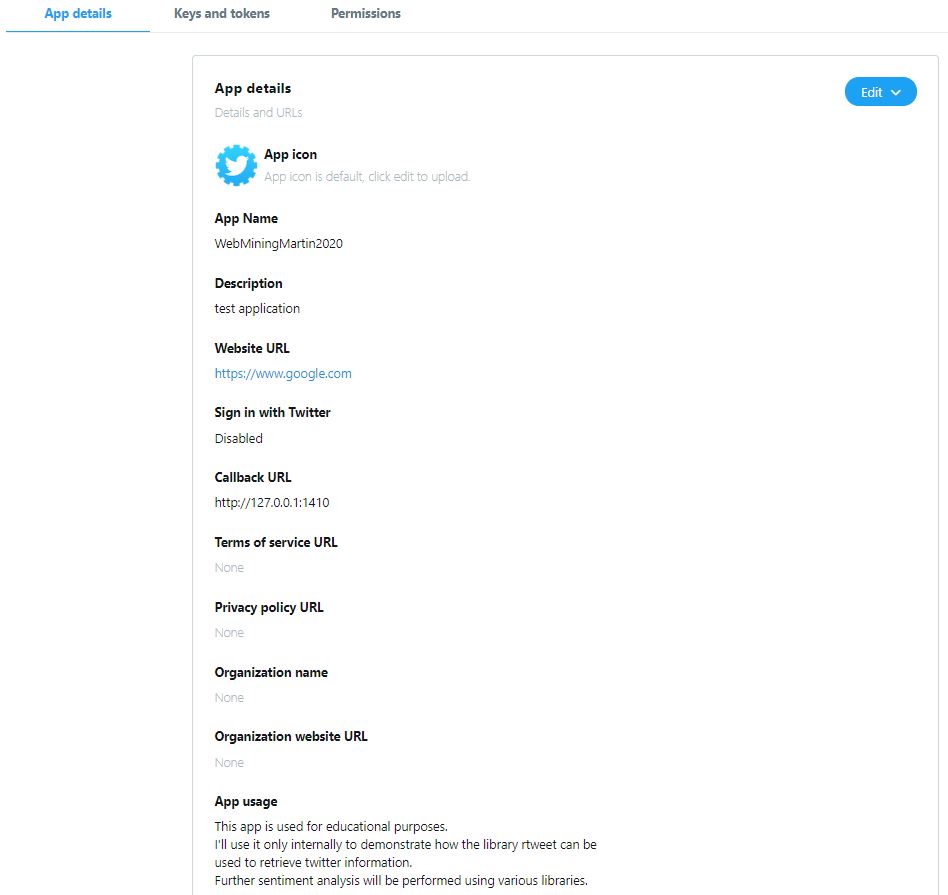 App details
Keys and tokens
Permissions
App details
Edit
Details and URLs
App icon
App icon is default, click edit to upload.
App Name
WebMiningMartin2020
Description
test application
Website URL
https://www.google.com
Sign in with Twitter
Disabled
Callback URL
http://127.0.0.1:1410
Terms of service URL
None
Privacy policy URL
None
Organization name
None
Organization website URL
None
App usage
This app is used for educational purposes.
I'll use it only internally to demonstrate how the library rtweet can be
used to retrieve twitter information.
Further sentiment analysis will be performed using various libraries.